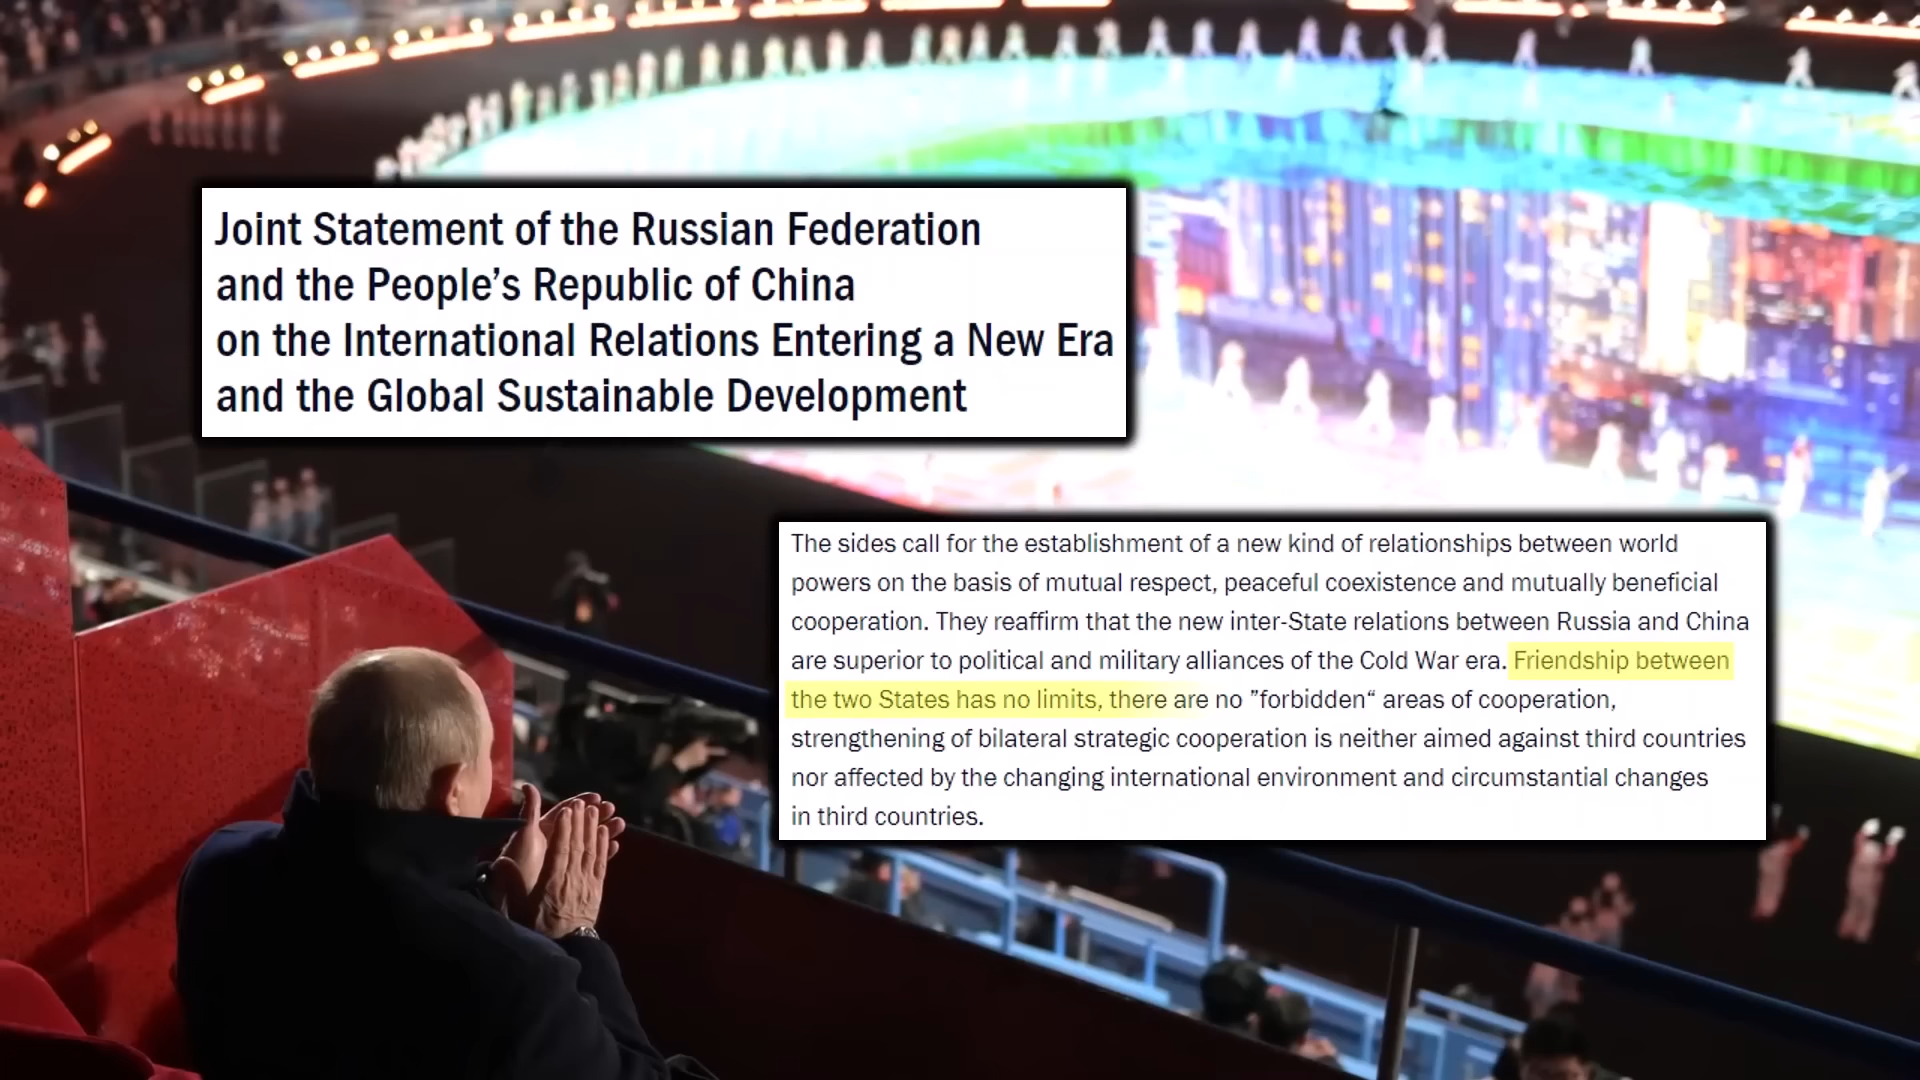 Joint Statement of the Russian Federation
and the People’s Republic of China
on the International Relations Entering a New Era
and the Global Sustainable Development
The sides call for the establishment of a new kind of relationships between world
powers on the basis of mutual respect, peaceful coexistence and mutually beneficial
cooperation. They reaffirm that the new inter-State relations between Russia and China
are superior to political and military alliances of the Cold War era. Friendship between
the two States has no limits, there are no ”forbidden“ areas of cooperation,
strengthening of bilateral strategic cooperation is neither aimed against third countries
nor affected by the changing international environment and circumstantial changes
in third countries.